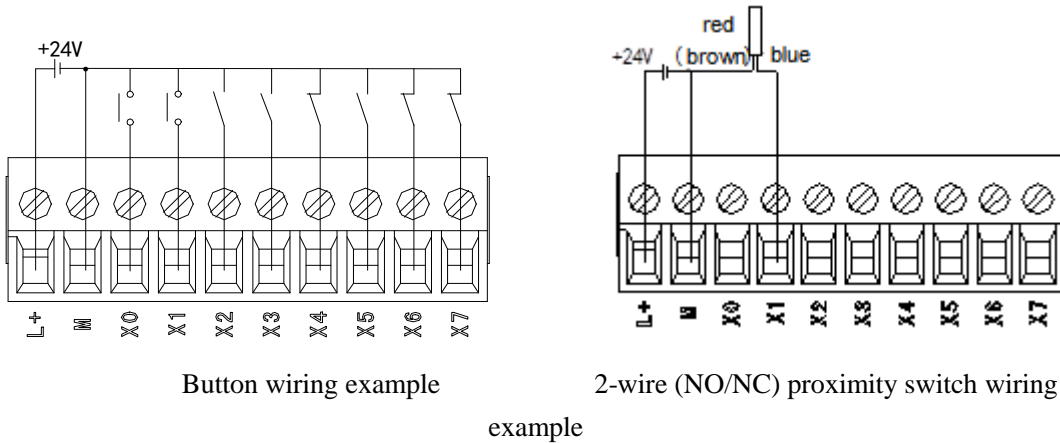 +24V
L+ M X0 X1 X2 X3 X4 X5 X6 X7
red
+24V (brown) blue
L+ M X0 X1 X2 X3 X4 X5 X6 X7
Button wiring example 2-wire (NO/NC) proximity switch wiring
example